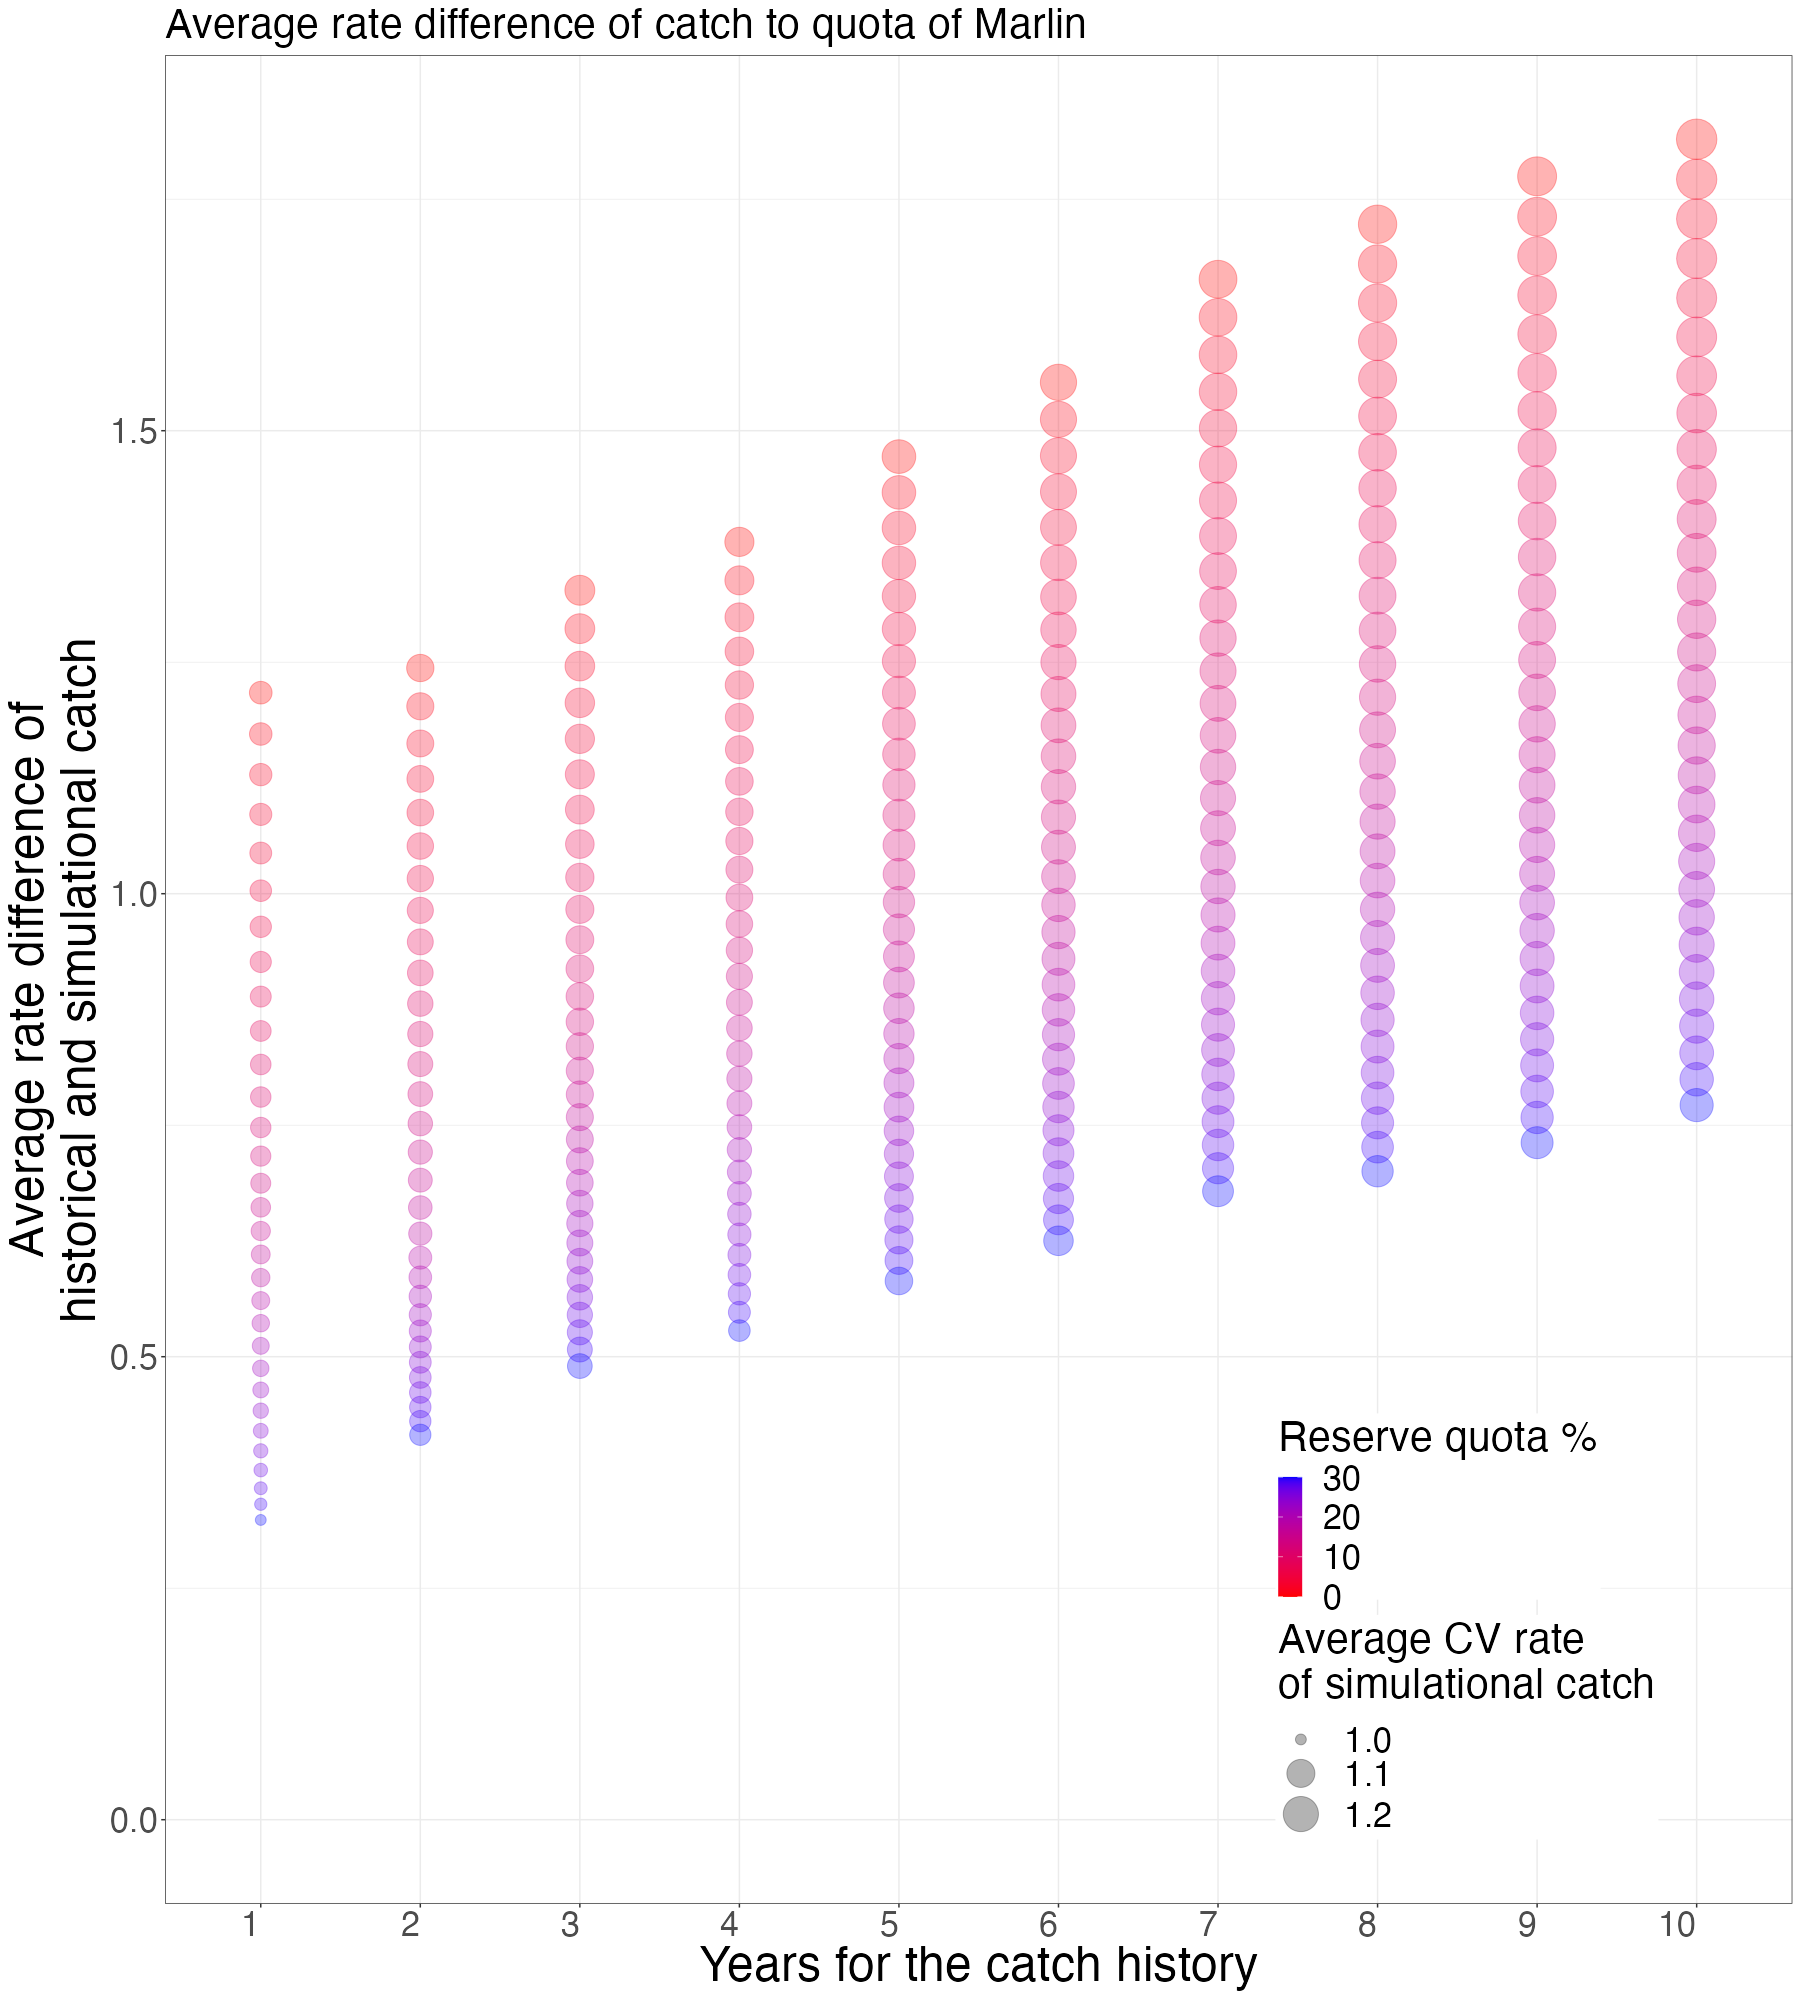 Average rate difference of catch to quota of Marlin
Average rate difference of
historical and simulational catch
1.5
1.0
0.5
0.0
Reserve quota %
30
20
10
0
Average CV rate
of simulational catch
1.0
1.1
1.2
1 2 3 4 5 6 7 8 9 10
Years for the catch history